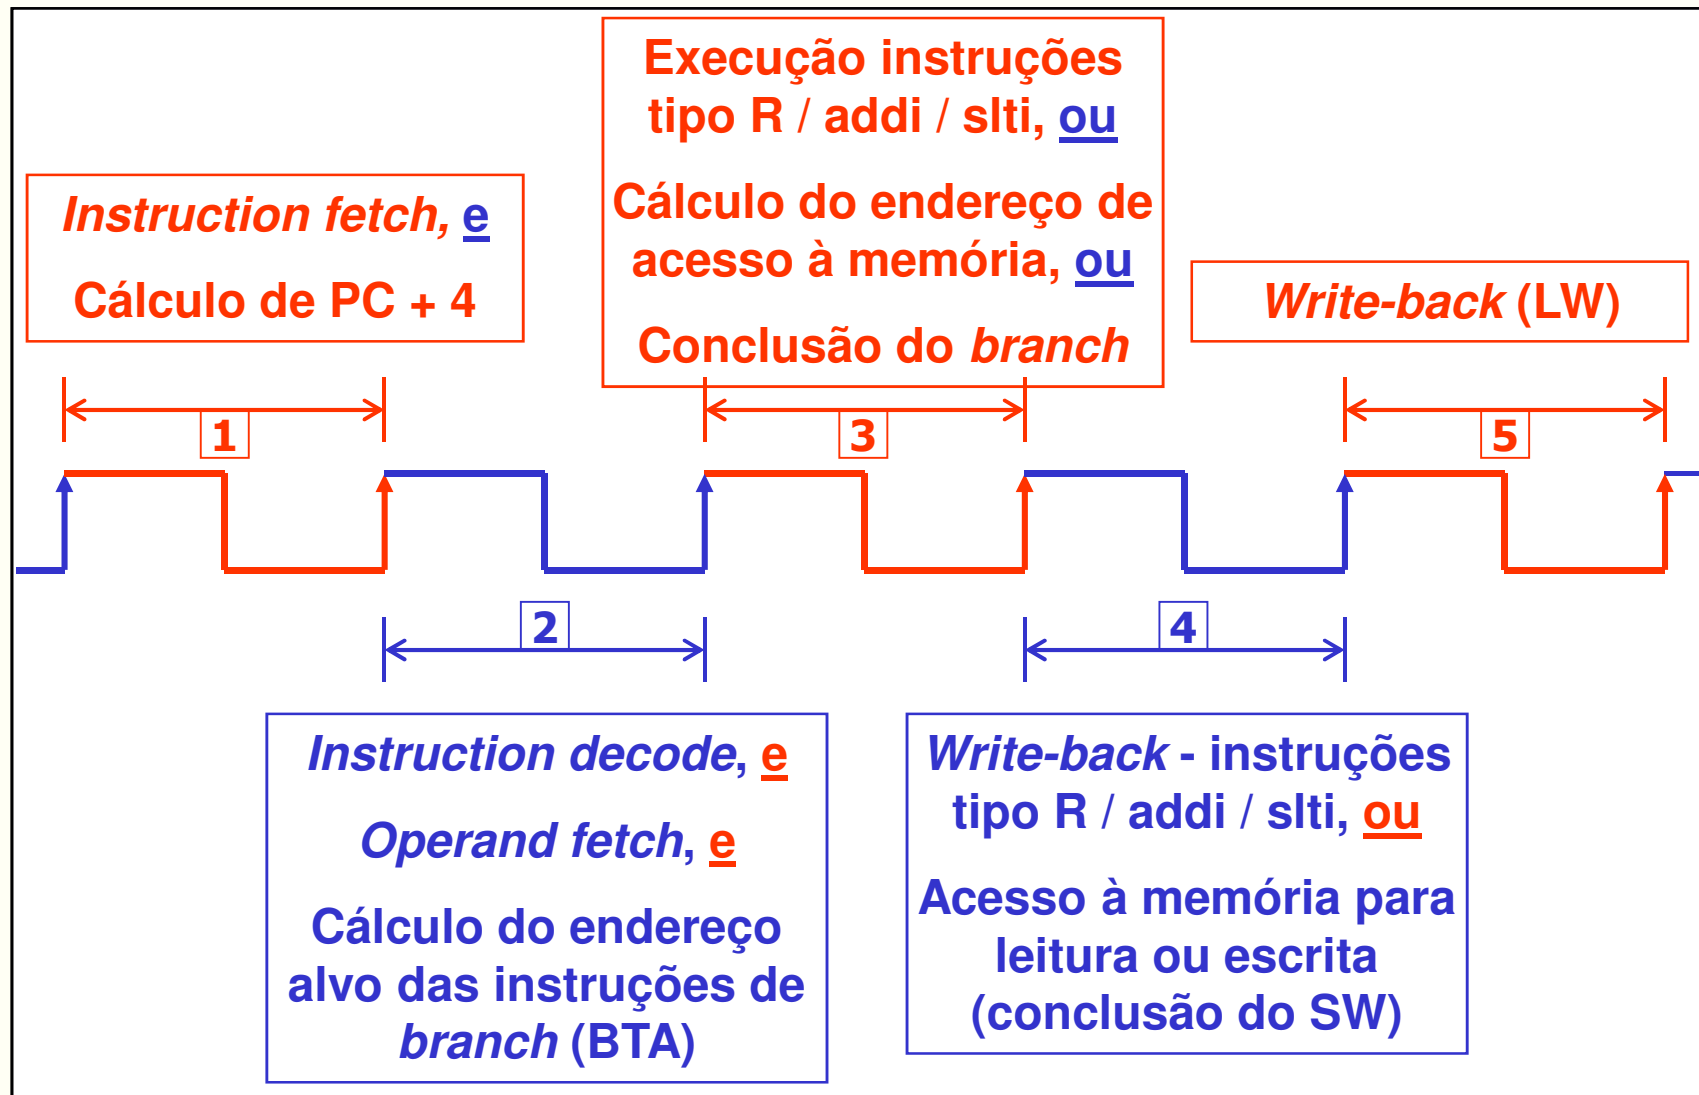 Instruction fetch, e
Cálculo de PC + 4
1
Instruction decode, e
Operand fetch, e
Cálculo do endereço
alvo das instruções de
branch (BTA)
2
Execução instruções
tipo R / addi / slti, ou
Cálculo do endereço de
acesso à memória, ou
Conclusão do branch
3
Write-back - instruções
tipo R / addi / slti, ou
Acesso à memória para
leitura ou escrita
(conclusão do SW)
4
Write-back (LW)
5